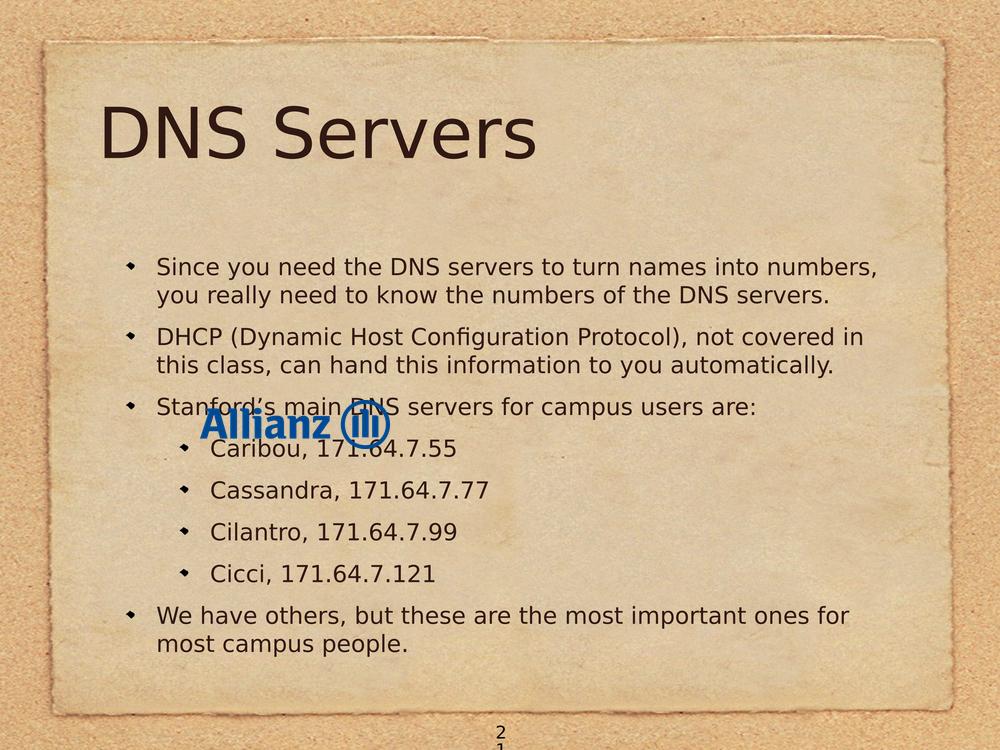 DNS Servers
Since you need the DNS servers to turn names into numbers,
you really need to know the numbers of the DNS servers.
DHCP (Dynamic Host Configuration Protocol), not covered in
this class, can hand this information to you automatically.
Stanford’s main DNS servers for campus users are:
Allianz
Caribou, 171.64.7.55
Cassandra, 171.64.7.77
Cilantro, 171.64.7.99
Cicci, 171.64.7.121
We have others, but these are the most important ones for
most campus people.
2
1